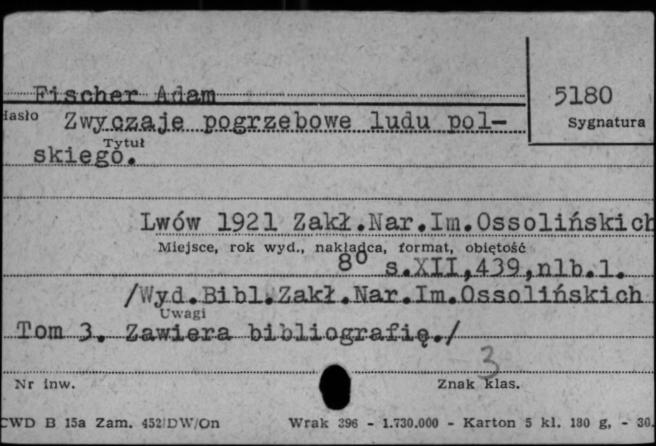 Fischer Adam
5180
Hasło Zwyczaje pogrzebowe ludu pol-
Sygnatura
Tytuł
skiego.
Lwów 1921 Zakł.Nar.Im.Ossolińskich
Miejsce, rok wyd., nakładca, format, objętość
8° s.XII,439,nlb.1.
/Wyd.Bibl.Zakł.Nar.Im.Ossolińskich
Uwagi
Tom 3. Zawiera bibliografię./
3
Nr inw.
Znak klas.
CWD B 15a Zam. 452/DW/On Wrak 396 - 1.730.000 - Karton 5 kl. 180 g, - 30.